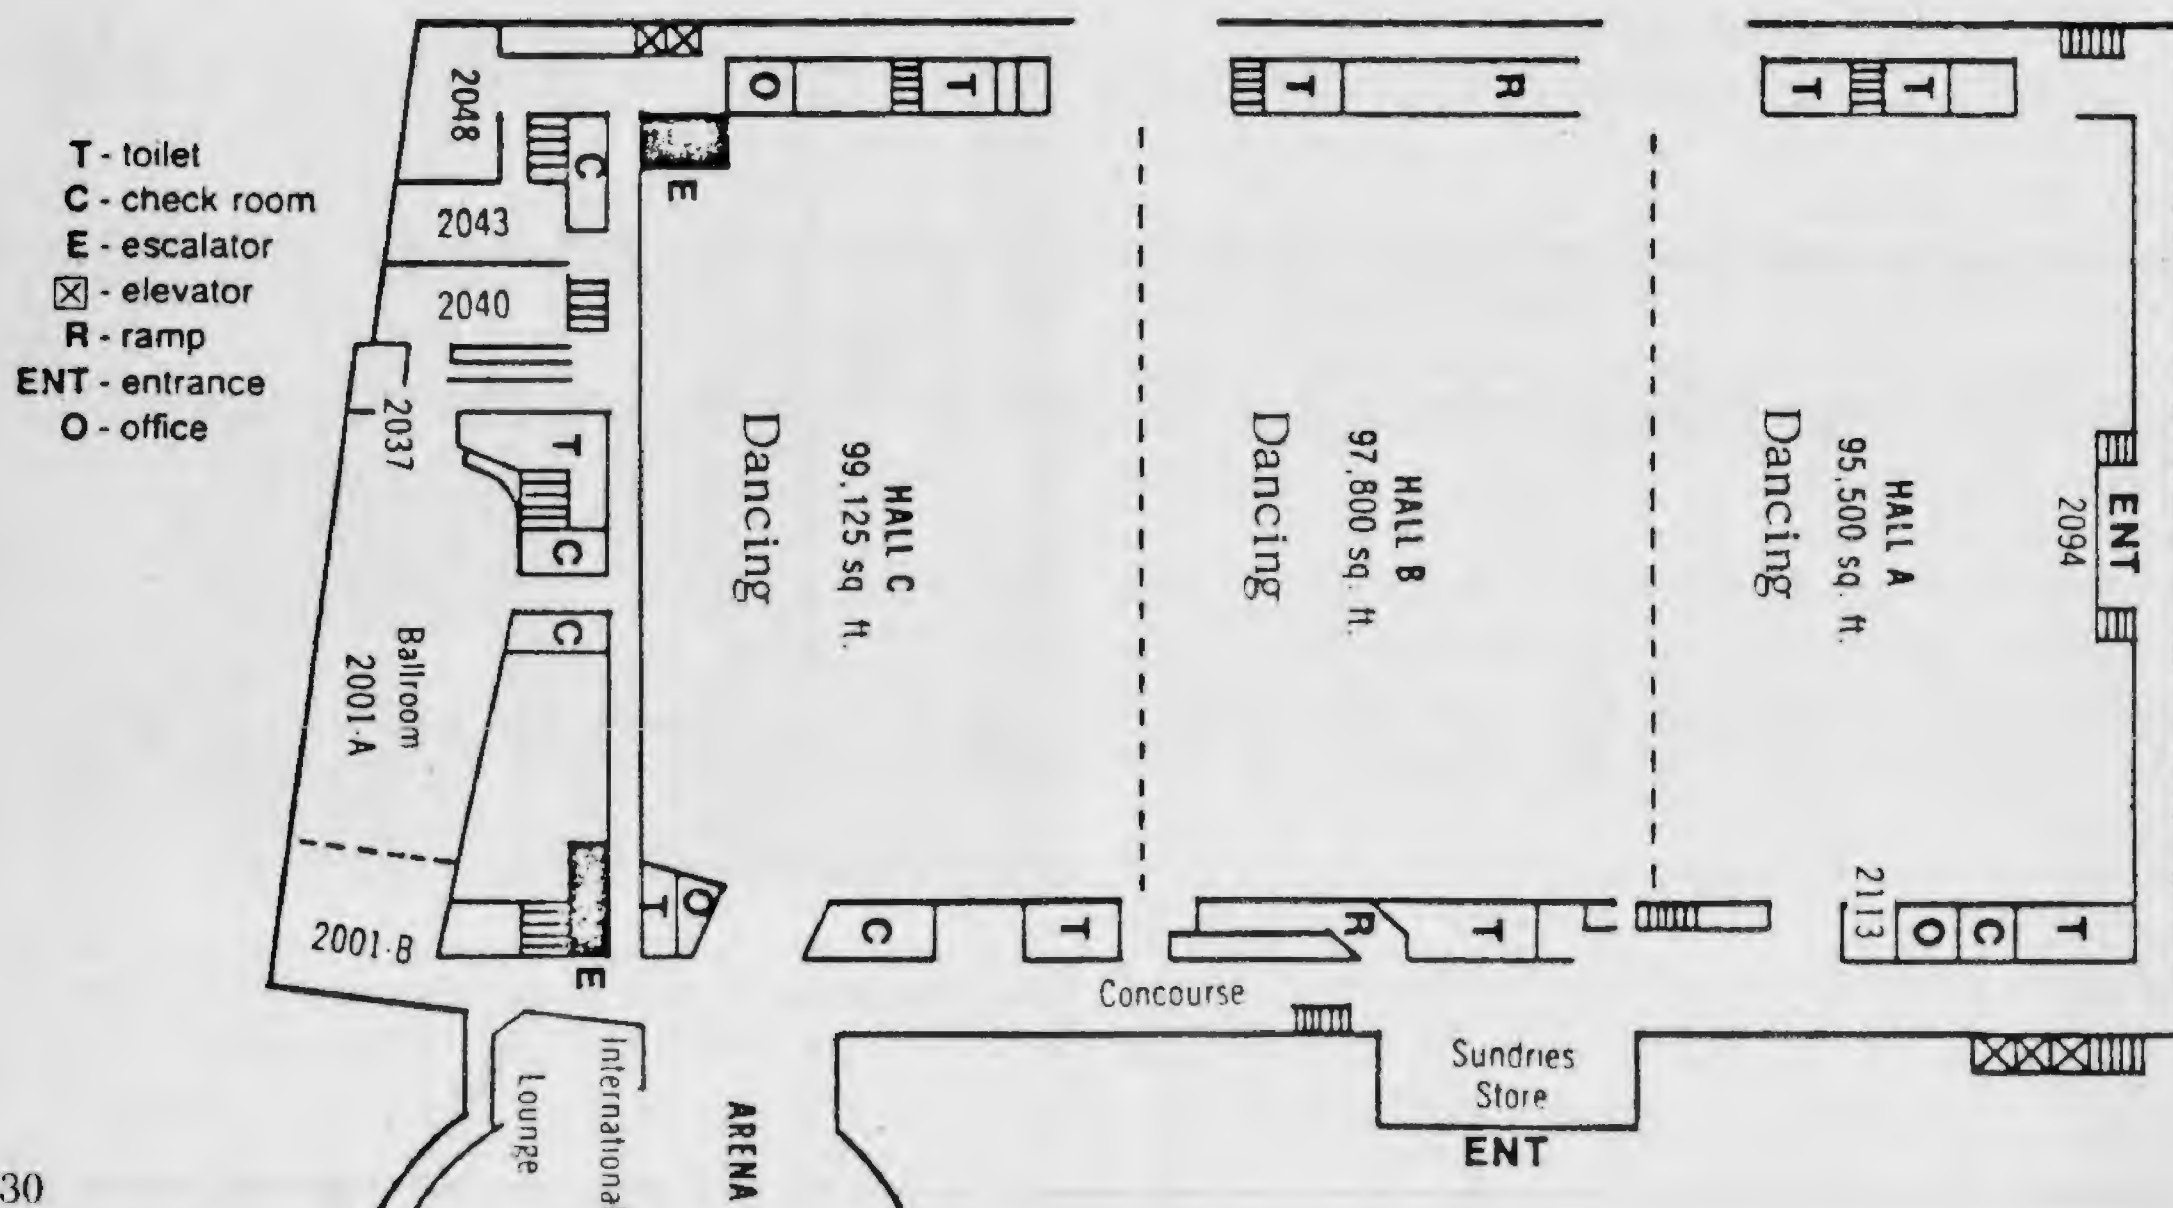 T - toilet
C - check room
E - escalator
- elevator
R - ramp
ENT - entrance
O - office
2048
C
2043
2040
2037
T
C
C
Ballroom
2001-A
2001-B
E
E
O
T
T
R
T
T
HALL C
99,125 sq ft.
Dancing
HALL B
97,800 sq. ft.
Dancing
HALL A
95,500 sq. ft.
Dancing
ENT
2094
T
O
C
T
R
T
2113
O
C
T
Concourse
Sundries
Store
ENT
International
Lounge
ARENA
30